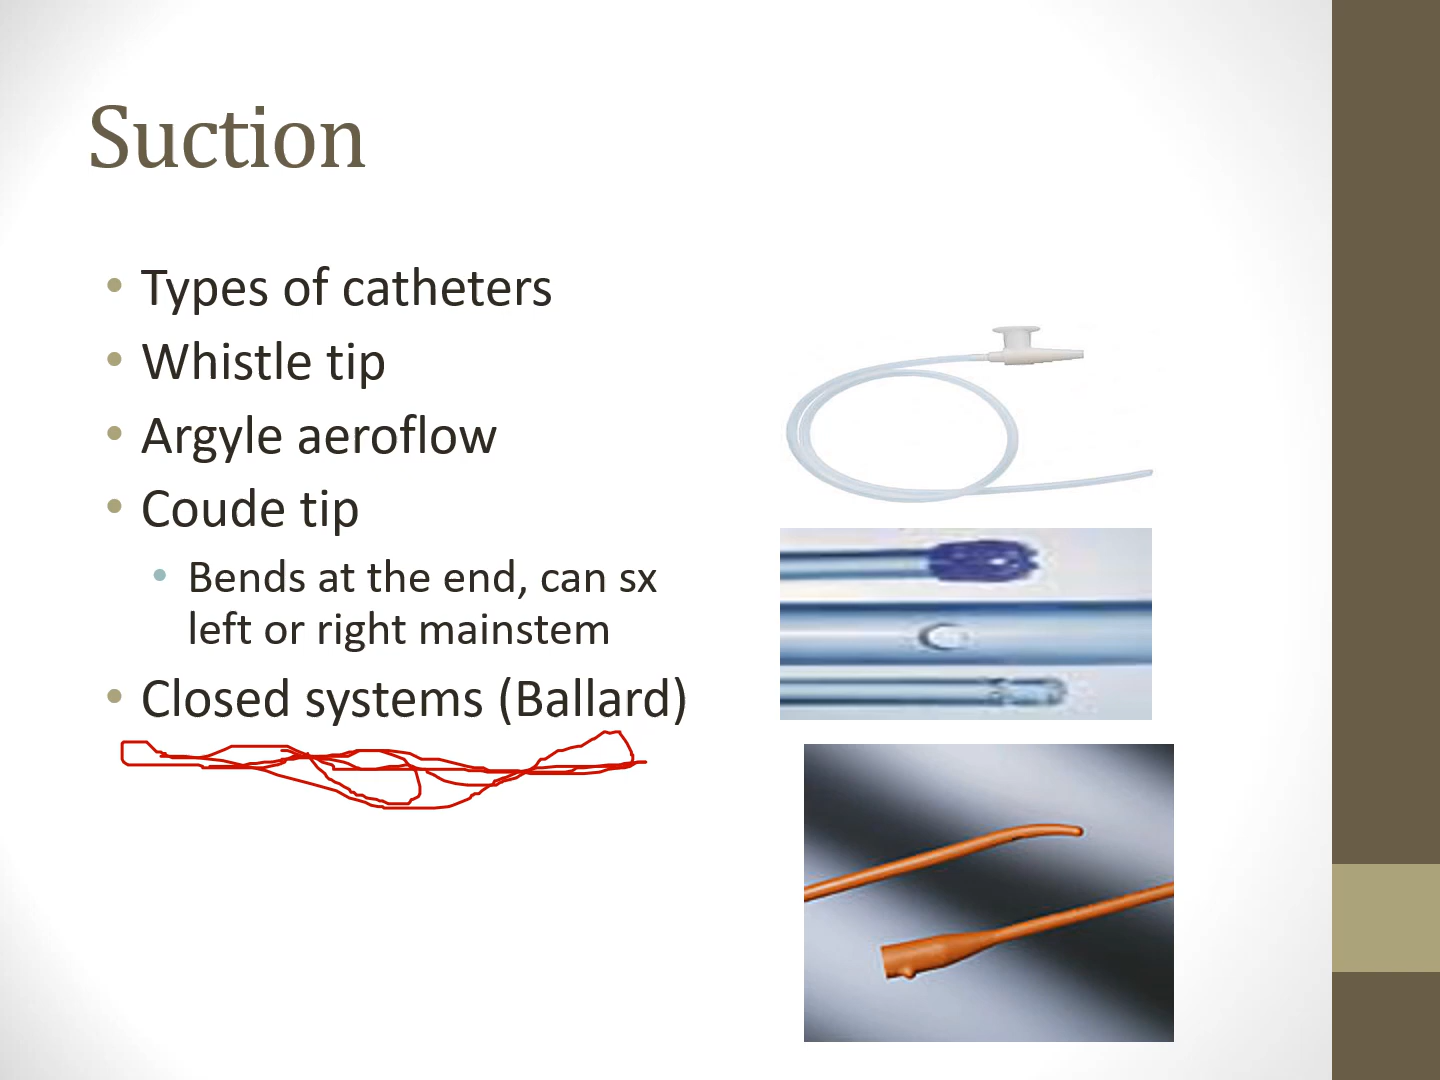 Suction
• Types of catheters
• Whistle tip
• Argyle aeroflow
• Coude tip
• Bends at the end, can sx
left or right mainstem
• Closed systems (Ballard)